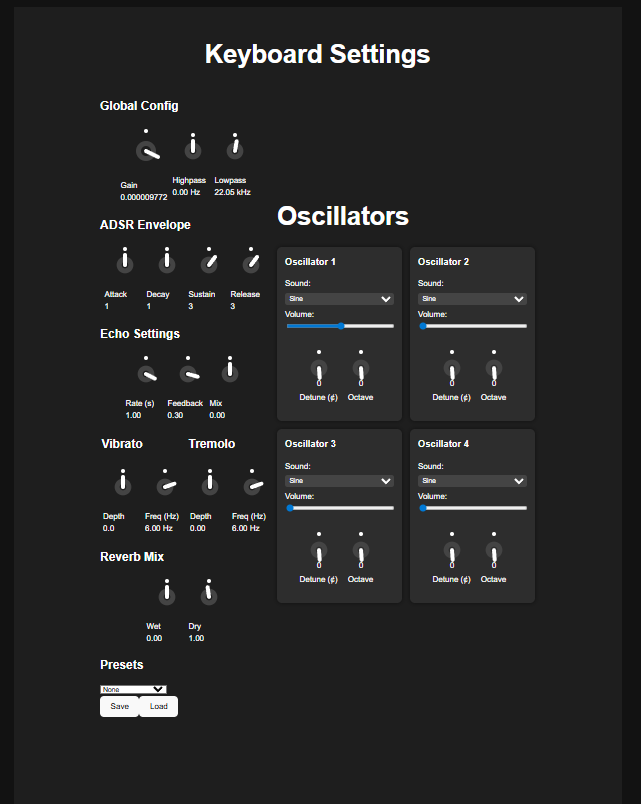 Keyboard Settings
Global Config
Gain
0.000009772
Highpass
0.00 Hz
Lowpass
22.05 kHz
ADSR Envelope
Attack
1
Decay
1
Sustain
3
Release
3
Echo Settings
Rate (s)
1.00
Feedback
0.30
Mix
0.00
Vibrato
Depth
0.0
Freq (Hz)
6.00 Hz
Tremolo
Depth
0.00
Freq (Hz)
6.00 Hz
Reverb Mix
Wet
0.00
Dry
1.00
Presets
None
Save
Load
Oscillators
Oscillator 1
Sound:
Sine
Volume:
0
Detune (¢)
0
Octave
Oscillator 2
Sound:
Sine
Volume:
0
Detune (¢)
0
Octave
Oscillator 3
Sound:
Sine
Volume:
0
Detune (¢)
0
Octave
Oscillator 4
Sound:
Sine
Volume:
0
Detune (¢)
0
Octave